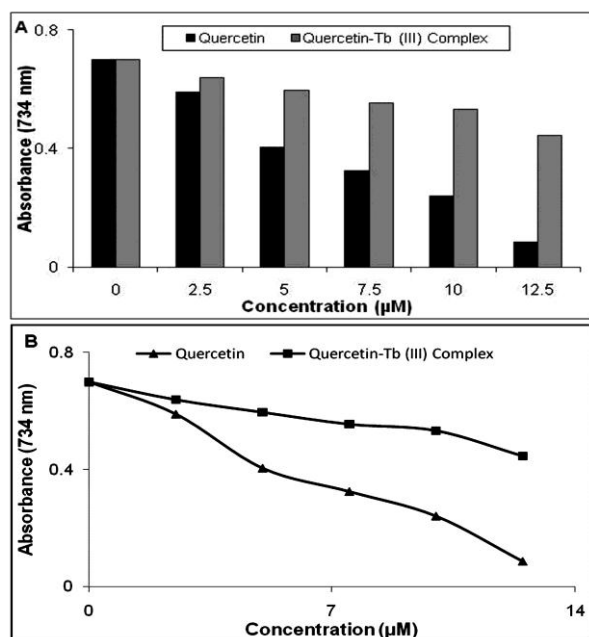 A
0.8
Quercetin
Quercetin-Tb (III) Complex
Absorbance (734 nm)
0.4
0
0 2.5 5 7.5 10 12.5
Concentration (µM)
B
0.8
Quercetin
Quercetin-Tb (III) Complex
Absorbance (734 nm)
0.4
0
0 7 14
Concentration (µM)